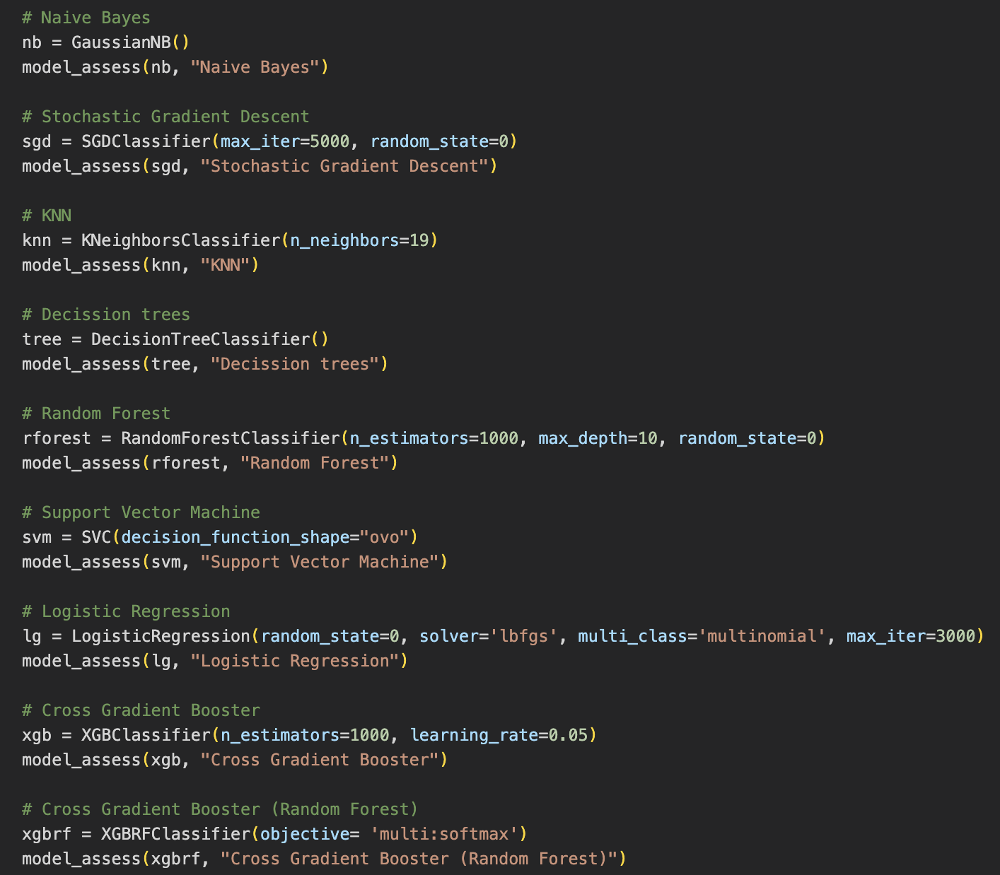 # Naive Bayes
nb = GaussianNB()
model_assess(nb, "Naive Bayes")
# Stochastic Gradient Descent
sgd = SGDClassifier(max_iter=5000, random_state=0)
model_assess(sgd, "Stochastic Gradient Descent")
# KNN
knn = KNeighborsClassifier(n_neighbors=19)
model_assess(knn, "KNN")
# Decission trees
tree = DecisionTreeClassifier()
model_assess(tree, "Decission trees")
# Random Forest
rforest = RandomForestClassifier(n_estimators=1000, max_depth=10, random_state=0)
model_assess(rforest, "Random Forest")
# Support Vector Machine
svm = SVC(decision_function_shape="ovo")
model_assess(svm, "Support Vector Machine")
# Logistic Regression
lg = LogisticRegression(random_state=0, solver='lbfgs', multi_class='multinomial', max_iter=3000)
model_assess(lg, "Logistic Regression")
# Cross Gradient Booster
xgb = XGBClassifier(n_estimators=1000, learning_rate=0.05)
model_assess(xgb, "Cross Gradient Booster")
# Cross Gradient Booster (Random Forest)
xgbrf = XGBRFClassifier(objective= 'multi:softmax')
model_assess(xgbrf, "Cross Gradient Booster (Random Forest)")